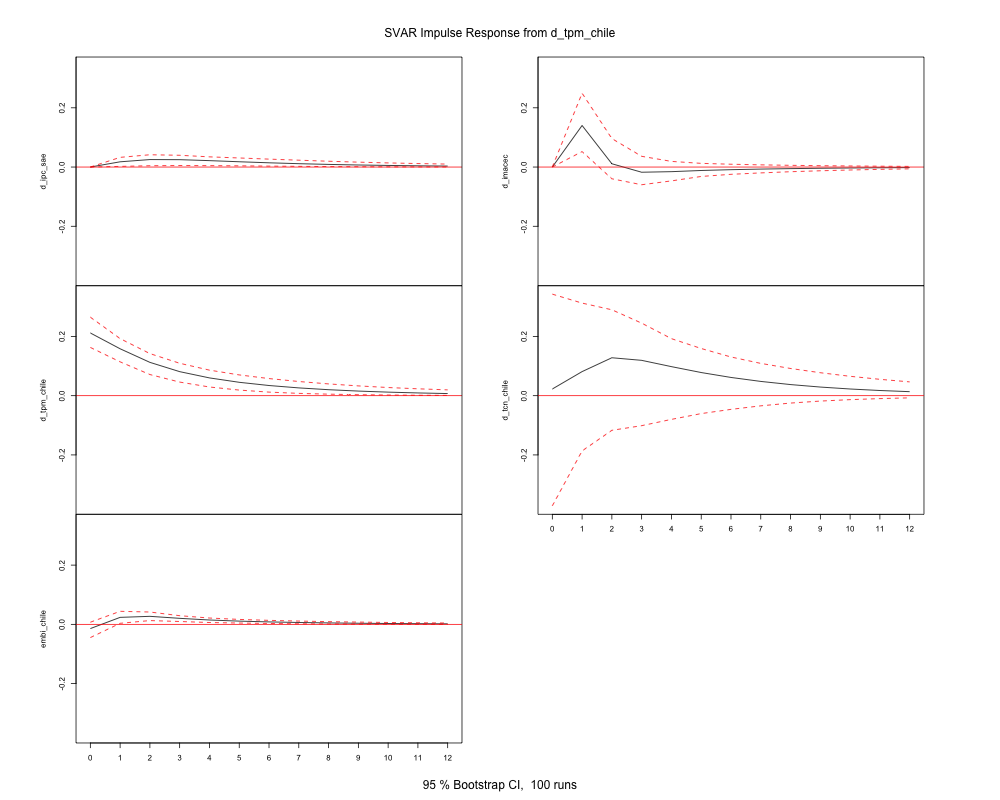 SVAR Impulse Response from d_tpm_chile
d_ipc_sae
0.2
0.0
-0.2
d_imacec
0.2
0.0
-0.2
d_tpm_chile
0.2
0.0
-0.2
d_tcn_chile
0.2
0.0
-0.2
0 1 2 3 4 5 6 7 8 9 10 11 12
embi_chile
0.2
0.0
-0.2
0 1 2 3 4 5 6 7 8 9 10 11 12
95 % Bootstrap CI, 100 runs